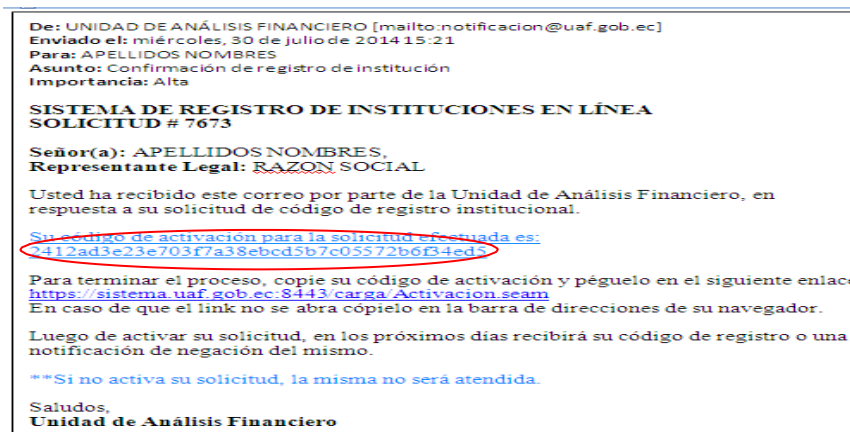 De: UNIDAD DE ANÁLISIS FINANCIERO [mailto:notificacion@uaf.gob.ec]
Enviado el: miércoles, 30 de julio de 2014 15:21
Para: APELLIDOS NOMBRES
Asunto: Confirmación de registro de institución
Importancia: Alta
SISTEMA DE REGISTRO DE INSTITUCIONES EN LÍNEA
SOLICITUD # 7673
Señor(a): APELLIDOS NOMBRES,
Representante Legal: RAZON SOCIAL
Usted ha recibido este correo por parte de la Unidad de Análisis Financiero, en
respuesta a su solicitud de código de registro institucional.
Su código de activación para la solicitud efectuada es:
2412ad3e23e703f7a38ebcd5b7c05572b6f34ed5
Para terminar el proceso, copie su código de activación y péguelo en el siguiente enlace
https://sistema.uaf.gob.ec:8443/carga/Activacion.seam
En caso de que el link no se abra cópielo en la barra de direcciones de su navegador.
Luego de activar su solicitud, en los próximos días recibirá su código de registro o una
notificación de negación del mismo.
**Si no activa su solicitud, la misma no será atendida.
Saludos,
Unidad de Análisis Financiero